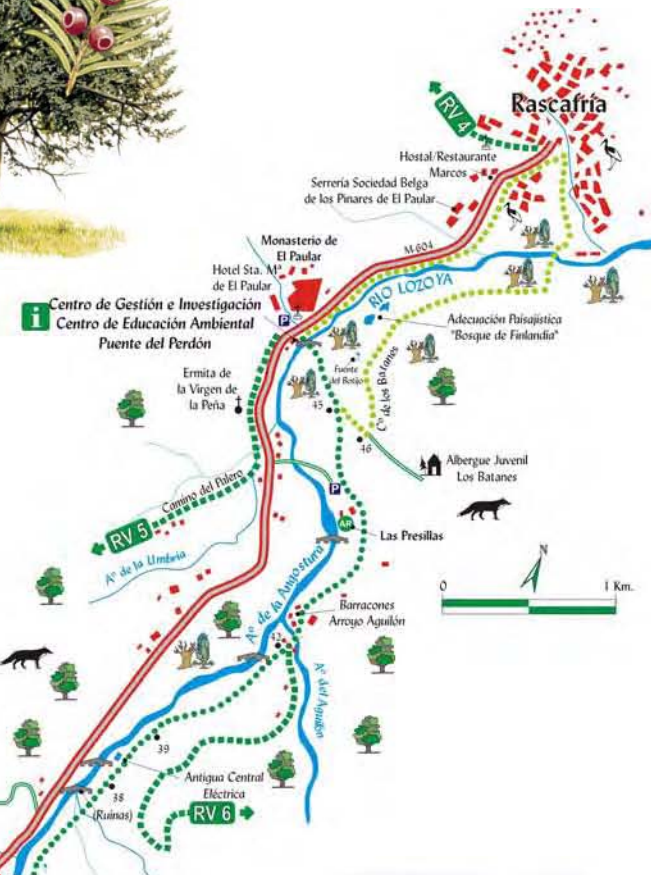 Rascafría
RV 4
Hostal/Restaurante
Marcos
Serrería Sociedad Belga
de los Pinares de El Paular
M-604
Monasterio de
El Paular
Hotel Sta. Mª
de El Paular
RÍO LOZOYA
i
Centro de Gestión e Investigación
Centro de Educación Ambiental
Puente del Perdón
P
Adecuación Paisajística
"Bosque de Finlandia"
Fuente
del Botijo
Cº de los Batanes
Ermita de
la Virgen de
la Peña
45
46
Albergue Juvenil
Los Batanes
Camino del Palero
P
RV 5
AR
Las Presillas
Aº de la Umbría
N
0
1 Km.
Aº de la Angostura
Barracones
Arroyo Aguilón
42
Aº del Aguilón
39
Antigua Central
Eléctrica
38
(Ruinas)
RV 6